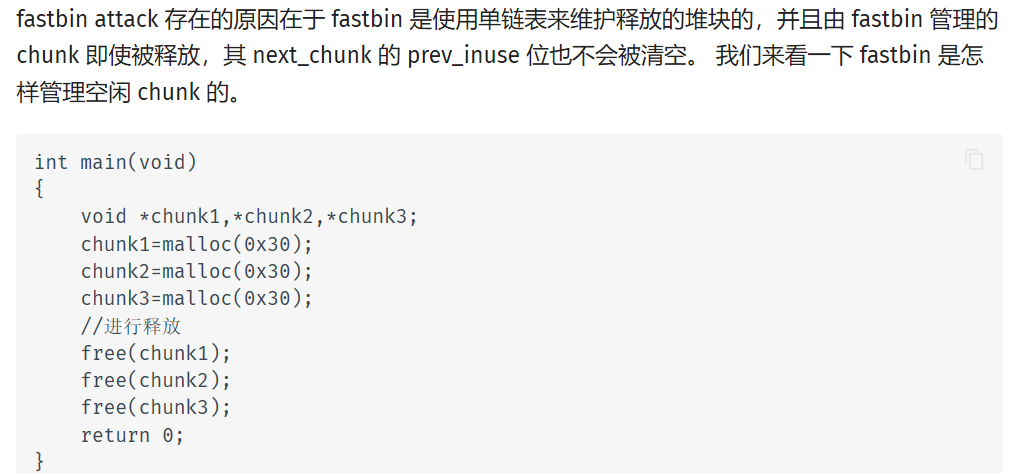 fastbin attack 存在的原因在于 fastbin 是使用单链表来维护释放的堆块的，并且由 fastbin 管理的
chunk 即使被释放，其 next_chunk 的 prev_inuse 位也不会被清空。 我们来看一下 fastbin 是怎
样管理空闲 chunk 的。
int main(void)
{
    void *chunk1,*chunk2,*chunk3;
    chunk1=malloc(0x30);
    chunk2=malloc(0x30);
    chunk3=malloc(0x30);
    //进行释放
    free(chunk1);
    free(chunk2);
    free(chunk3);
    return 0;
}